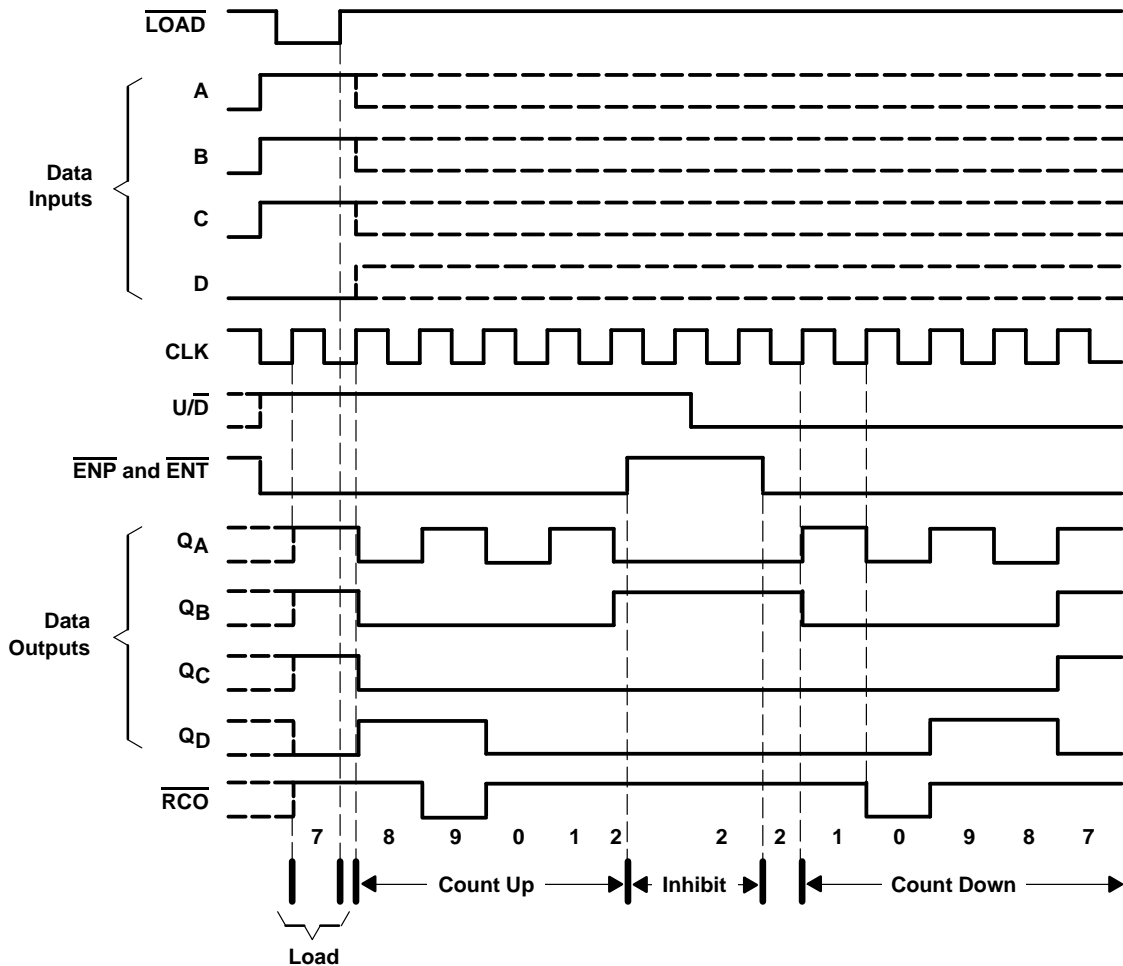 LOAD
A
B
Data
Inputs
C
D
CLK
U/D
ENP and ENT
QA
QB
Data
Outputs
QC
QD
RCO
7 8 9 0 1 2 2 2 1 0 9 8 7
Count Up Inhibit Count Down
Load